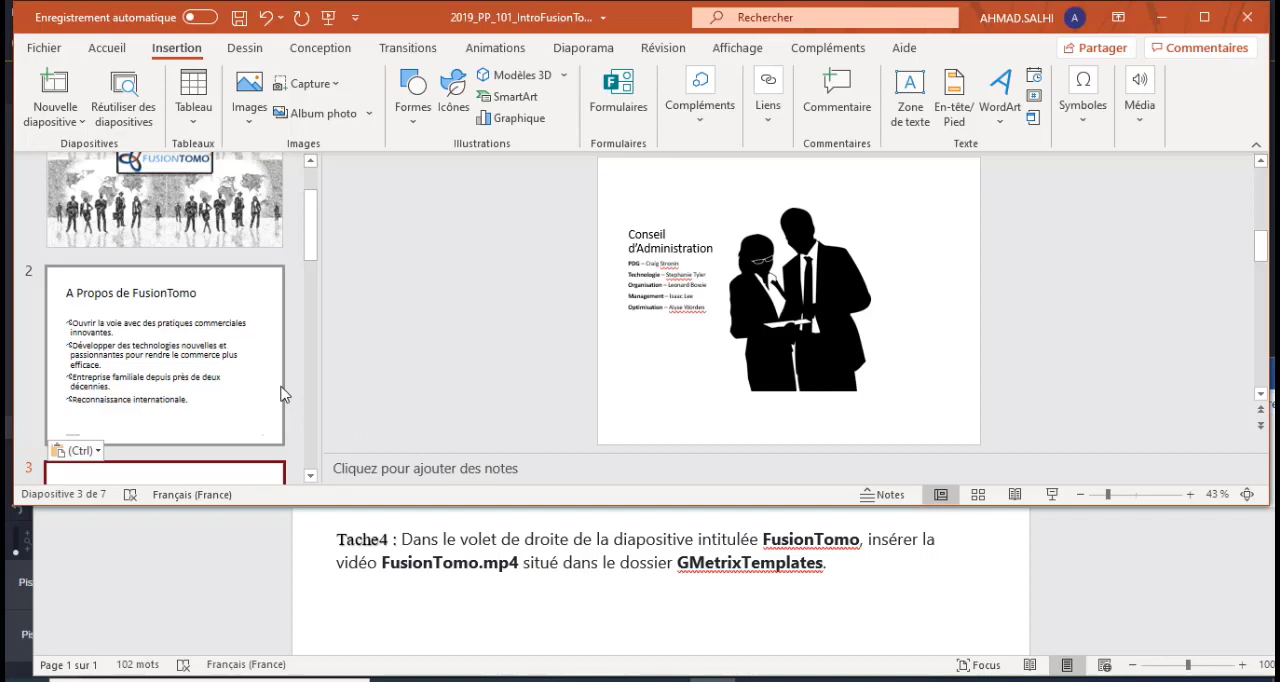 Enregistrement automatique
2019_PP_101_IntroFusionTo...
Rechercher
AHMAD.SALHI
A
Fichier
Accueil
Insertion
Dessin
Conception
Transitions
Animations
Diaporama
Révision
Affichage
Compléments
Aide
Partager
Commentaires
Nouvelle
diapositive
Réutiliser des
diapositives
Diapositives
Tableau
Tableaux
Images
Capture
Album photo
Images
Formes
Icônes
Modèles 3D
SmartArt
Graphique
Illustrations
Formulaires
Formulaires
Compléments
Liens
Commentaire
Commentaires
Zone
de texte
En-tête/
Pied
WordArt
Texte
Symboles
Média
FUSIONTOMO
2
A Propos de FusionTomo
Ouvrir la voie avec des pratiques commerciales
innovantes.
Développer des technologies nouvelles et
passionnantes pour rendre le commerce plus
efficace.
Entreprise familiale depuis près de deux
décennies.
Reconnaissance internationale.
(Ctrl)
3
Conseil
d'Administration
PDG – Craig Stronin
Technologie – Stephanie Tyler
Organisation – Leonard Bowie
Management – Isaac Lee
Optimisation – Alyse Worden
Cliquez pour ajouter des notes
Diapositive 3 de 7
Français (France)
Notes
43 %
Tache4 : Dans le volet de droite de la diapositive intitulée FusionTomo, insérer la
vidéo FusionTomo.mp4 situé dans le dossier GMetrixTemplates.
Pis
Pi
Page 1 sur 1
102 mots
Français (France)
Focus
100